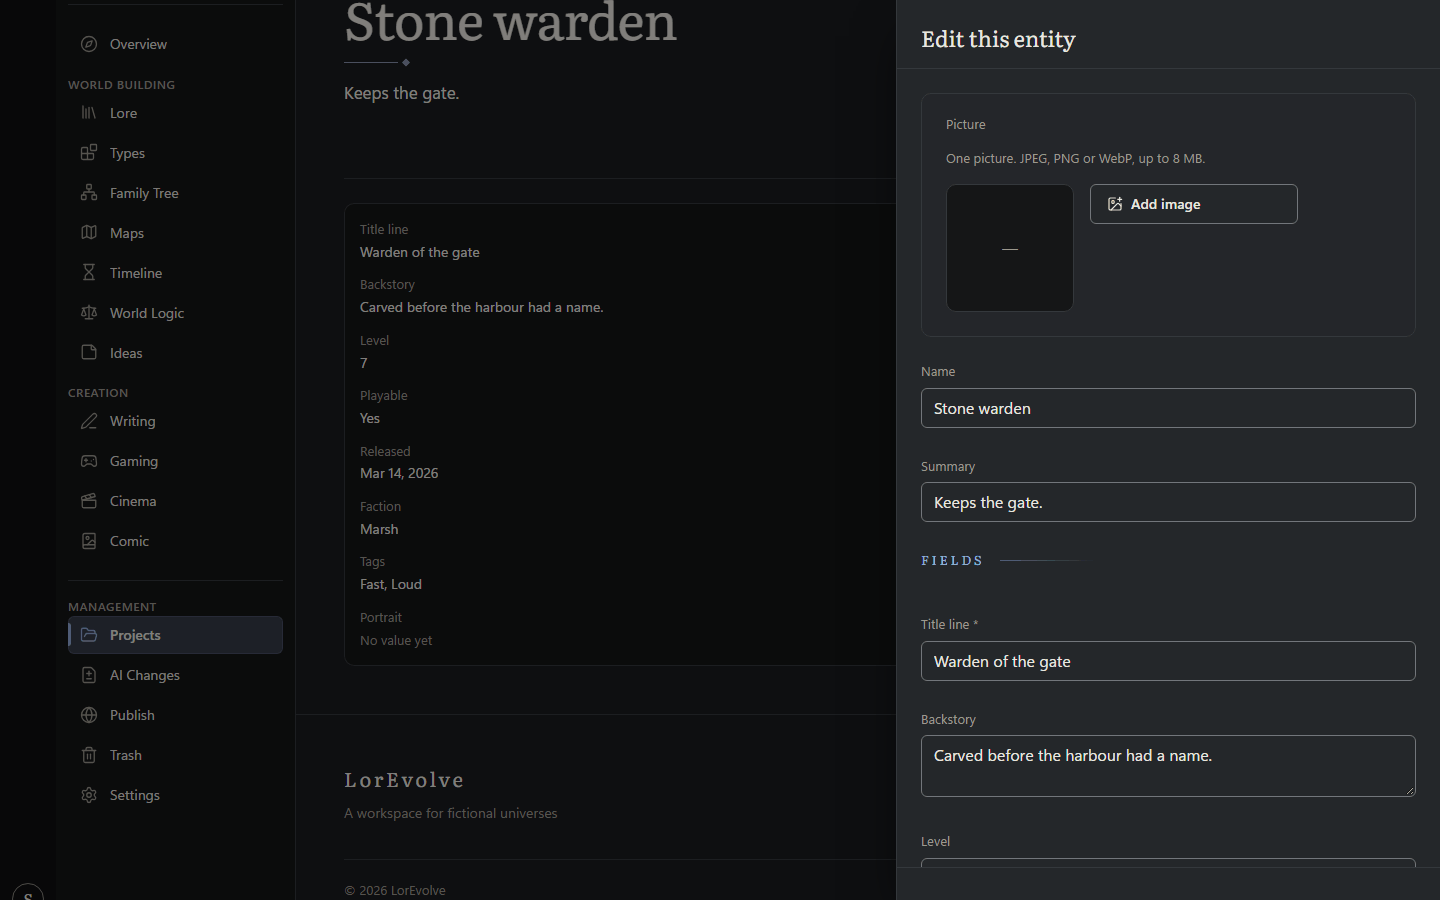 Overview
WORLD BUILDING
Lore
Types
Family Tree
Maps
Timeline
World Logic
Ideas
CREATION
Writing
Gaming
Cinema
Comic
MANAGEMENT
Projects
AI Changes
Publish
Trash
Settings
S
Stone warden
Keeps the gate.
Title line
Warden of the gate
Backstory
Carved before the harbour had a name.
Level
7
Playable
Yes
Released
Mar 14, 2026
Faction
Marsh
Tags
Fast, Loud
Portrait
No value yet
LorEvolve
A workspace for fictional universes
© 2026 LorEvolve
Edit this entity
Picture
One picture. JPEG, PNG or WebP, up to 8 MB.
—
Add image
Name
Stone warden
Summary
Keeps the gate.
FIELDS
Title line *
Warden of the gate
Backstory
Carved before the harbour had a name.
Level